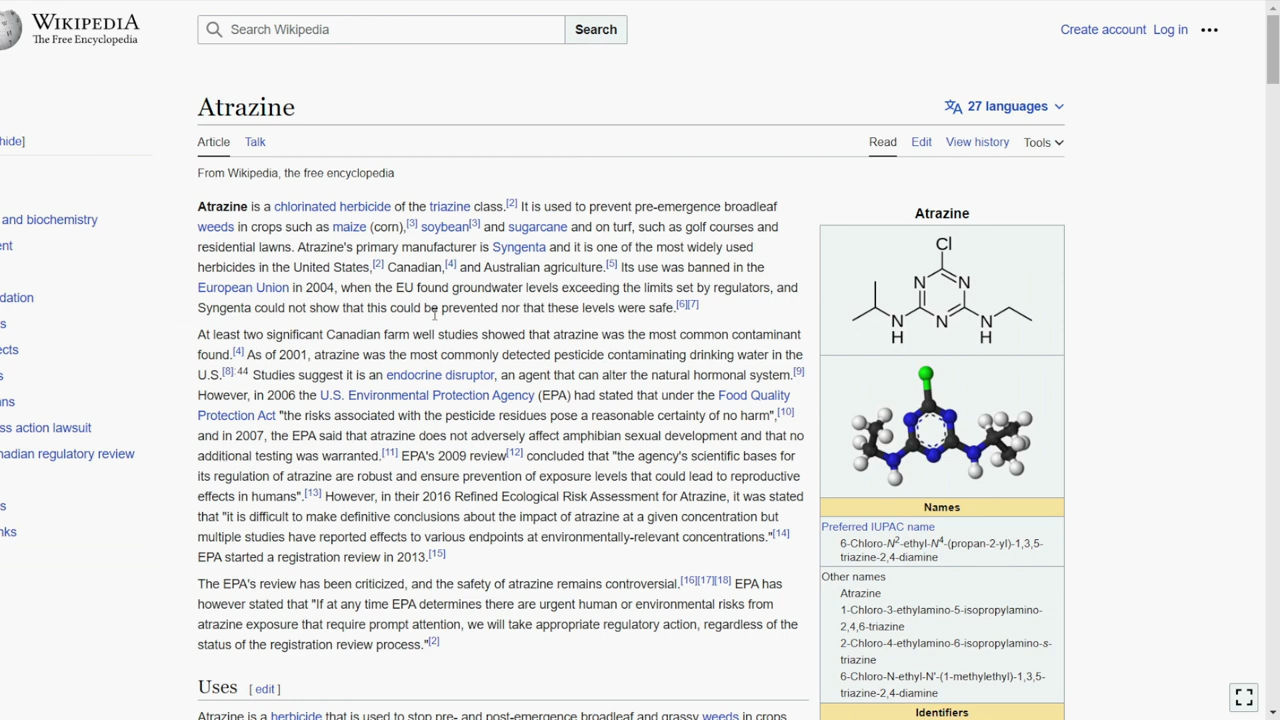 WIKIPEDIA
The Free Encyclopedia
Search Wikipedia
Search
Create account Log in
Atrazine
27 languages
hide]
Article Talk
Read Edit View history Tools
From Wikipedia, the free encyclopedia
Atrazine is a chlorinated herbicide of the triazine class.[2] It is used to prevent pre-emergence broadleaf
weeds in crops such as maize (corn),[3] soybean[3] and sugarcane and on turf, such as golf courses and
residential lawns. Atrazine's primary manufacturer is Syngenta and it is one of the most widely used
herbicides in the United States,[2] Canadian,[4] and Australian agriculture.[5] Its use was banned in the
European Union in 2004, when the EU found groundwater levels exceeding the limits set by regulators, and
Syngenta could not show that this could be prevented nor that these levels were safe.[6][7]
At least two significant Canadian farm well studies showed that atrazine was the most common contaminant
found.[4] As of 2001, atrazine was the most commonly detected pesticide contaminating drinking water in the
U.S.[8]: 44 Studies suggest it is an endocrine disruptor, an agent that can alter the natural hormonal system.[9]
However, in 2006 the U.S. Environmental Protection Agency (EPA) had stated that under the Food Quality
Protection Act "the risks associated with the pesticide residues pose a reasonable certainty of no harm",[10]
and in 2007, the EPA said that atrazine does not adversely affect amphibian sexual development and that no
additional testing was warranted.[11] EPA's 2009 review[12] concluded that "the agency's scientific bases for
its regulation of atrazine are robust and ensure prevention of exposure levels that could lead to reproductive
effects in humans".[13] However, in their 2016 Refined Ecological Risk Assessment for Atrazine, it was stated
that "it is difficult to make definitive conclusions about the impact of atrazine at a given concentration but
multiple studies have reported effects to various endpoints at environmentally-relevant concentrations."[14]
EPA started a registration review in 2013.[15]
The EPA's review has been criticized, and the safety of atrazine remains controversial.[16][17][18] EPA has
however stated that "If at any time EPA determines there are urgent human or environmental risks from
atrazine exposure that require prompt attention, we will take appropriate regulatory action, regardless of the
status of the registration review process."[2]
Uses [ edit ]
Atrazine is a herbicide that is used to stop pre- and post-emergence broadleaf and grassy weeds in crops
and biochemistry
ent
dation
s
ects
s
ns
ss action lawsuit
nadian regulatory review
s
nks
Atrazine
Cl
N N
N N N
H H
Names
Preferred IUPAC name
6-Chloro-N2-ethyl-N4-(propan-2-yl)-1,3,5-
triazine-2,4-diamine
Other names
Atrazine
1-Chloro-3-ethylamino-5-isopropylamino-
2,4,6-triazine
2-Chloro-4-ethylamino-6-isopropylamino-s-
triazine
6-Chloro-N-ethyl-N'-(1-methylethyl)-1,3,5-
triazine-2,4-diamine
Identifiers